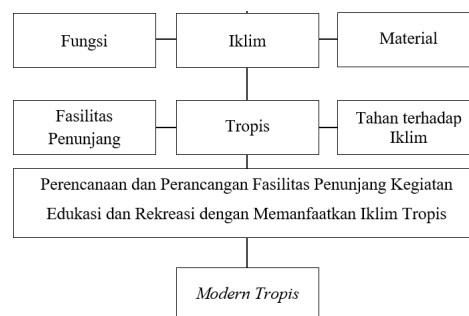 Fungsi
Iklim
Material
Fasilitas
Penunjang
Tropis
Tahan terhadap
Iklim
Perencanaan dan Perancangan Fasilitas Penunjang Kegiatan
Edukasi dan Rekreasi dengan Memanfaatkan Iklim Tropis
Modern Tropis